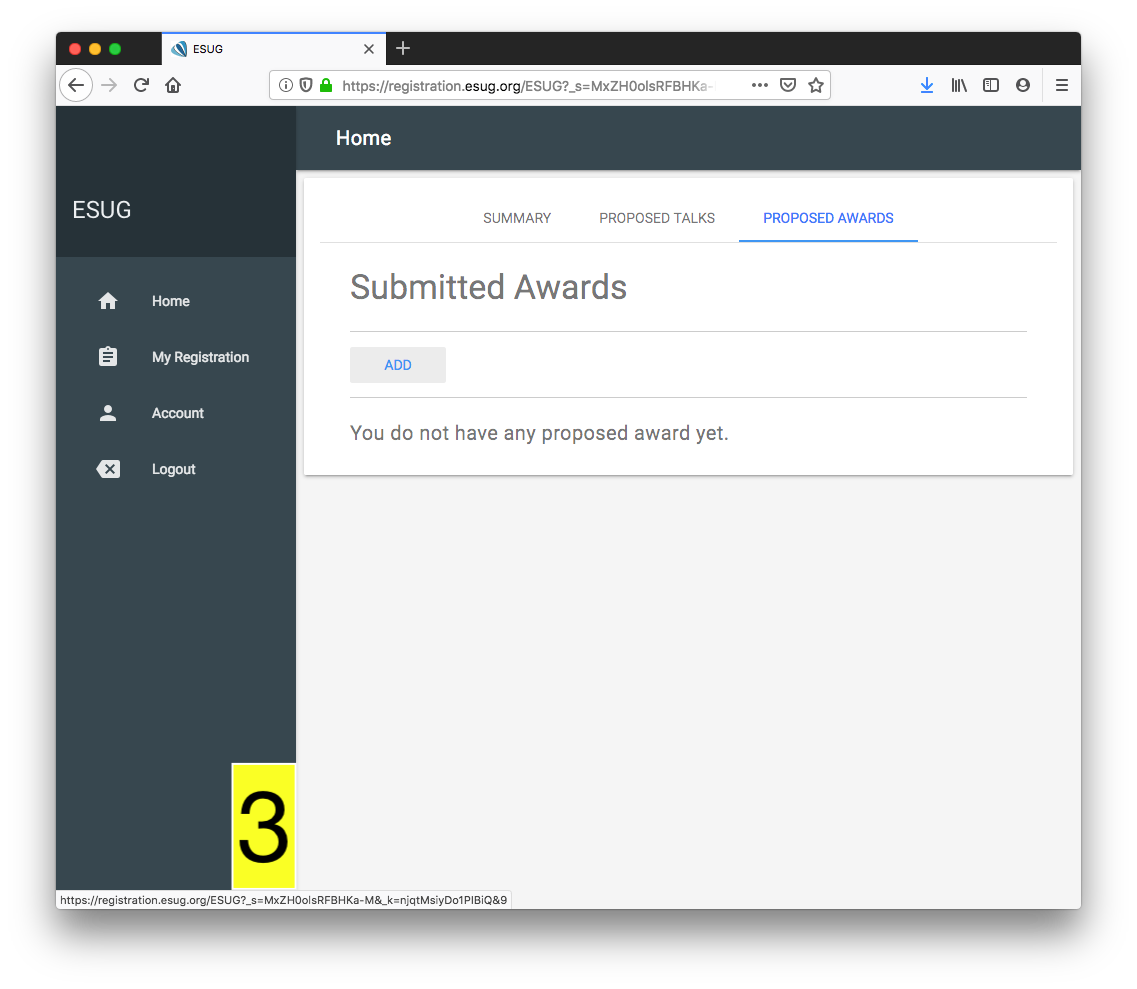 ESUG
https://registration.esug.org/ESUG?_s=MxZH0olsRFBHKa-
ESUG
Home
My Registration
Account
Logout
Home
SUMMARY PROPOSED TALKS PROPOSED AWARDS
Submitted Awards
ADD
You do not have any proposed award yet.
3
https://registration.esug.org/ESUG?_s=MxZH0olsRFBHKa-M&_k=njqtMsiyDo1PIBiQ&9